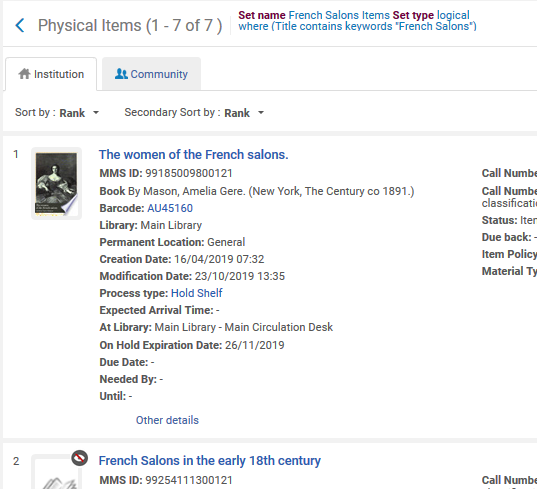 Physical Items (1 - 7 of 7 )
Set name French Salons Items Set type logical
where (Title contains keywords "French Salons")
Institution
Community
Sort by : Rank
Secondary Sort by : Rank
1
The women of the French salons.
MMS ID: 99185009800121
Book By Mason, Amelia Gere. (New York, The Century co 1891.)
Barcode: AU45160
Library: Main Library
Permanent Location: General
Creation Date: 16/04/2019 07:32
Modification Date: 23/10/2019 13:35
Process type: Hold Shelf
Expected Arrival Time: -
At Library: Main Library - Main Circulation Desk
On Hold Expiration Date: 26/11/2019
Due Date: -
Needed By: -
Until: -
Other details
Call Numbe
Call Numbe
classificati
Status: Iter
Due back: -
Item Policy
Material Ty
2
French Salons in the early 18th century
MMS ID: 99254111300121
Call Numbe